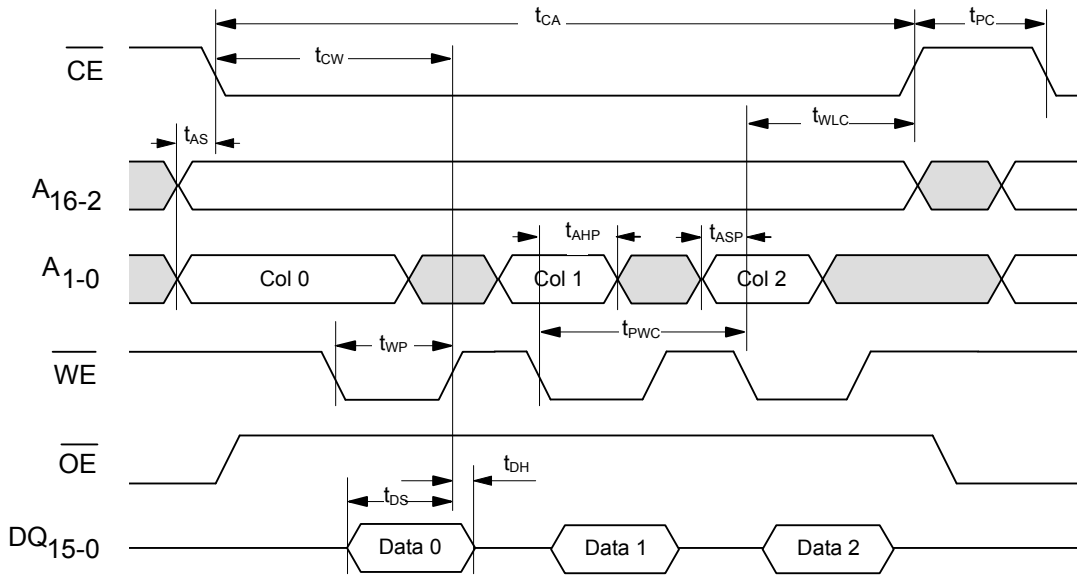 tCA
tPC
CE
tCW
tWLC
tAS
A16-2
tAHP
tASP
A1-0
Col 0
Col 1
Col 2
tPWC
tWP
WE
OE
tDH
tDS
DQ15-0
Data 0
Data 1
Data 2